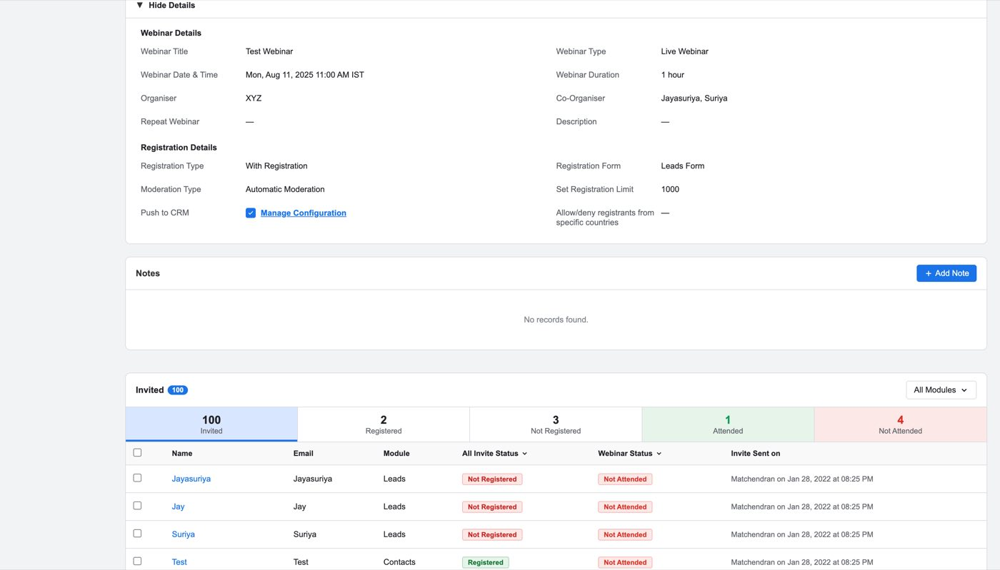 ▼ Hide Details
Webinar Details
Webinar Title Test Webinar Webinar Type Live Webinar
Webinar Date & Time Mon, Aug 11, 2025 11:00 AM IST Webinar Duration 1 hour
Organiser XYZ Co-Organiser Jayasuriya, Suriya
Repeat Webinar — Description —
Registration Details
Registration Type With Registration Registration Form Leads Form
Moderation Type Automatic Moderation Set Registration Limit 1000
Push to CRM Manage Configuration Allow/deny registrants from —
specific countries
Notes + Add Note
No records found.
Invited 100 All Modules
100 2 3 1 4
Invited Registered Not Registered Attended Not Attended
Name Email Module All Invite Status Webinar Status Invite Sent on
Jayasuriya Jayasuriya Leads Not Registered Not Attended Matchendran on Jan 28, 2022 at 08:25 PM
Jay Jay Leads Not Registered Not Attended Matchendran on Jan 28, 2022 at 08:25 PM
Suriya Suriya Leads Not Registered Not Attended Matchendran on Jan 28, 2022 at 08:25 PM
Test Test Contacts Registered Not Attended Matchendran on Jan 28, 2022 at 08:25 PM